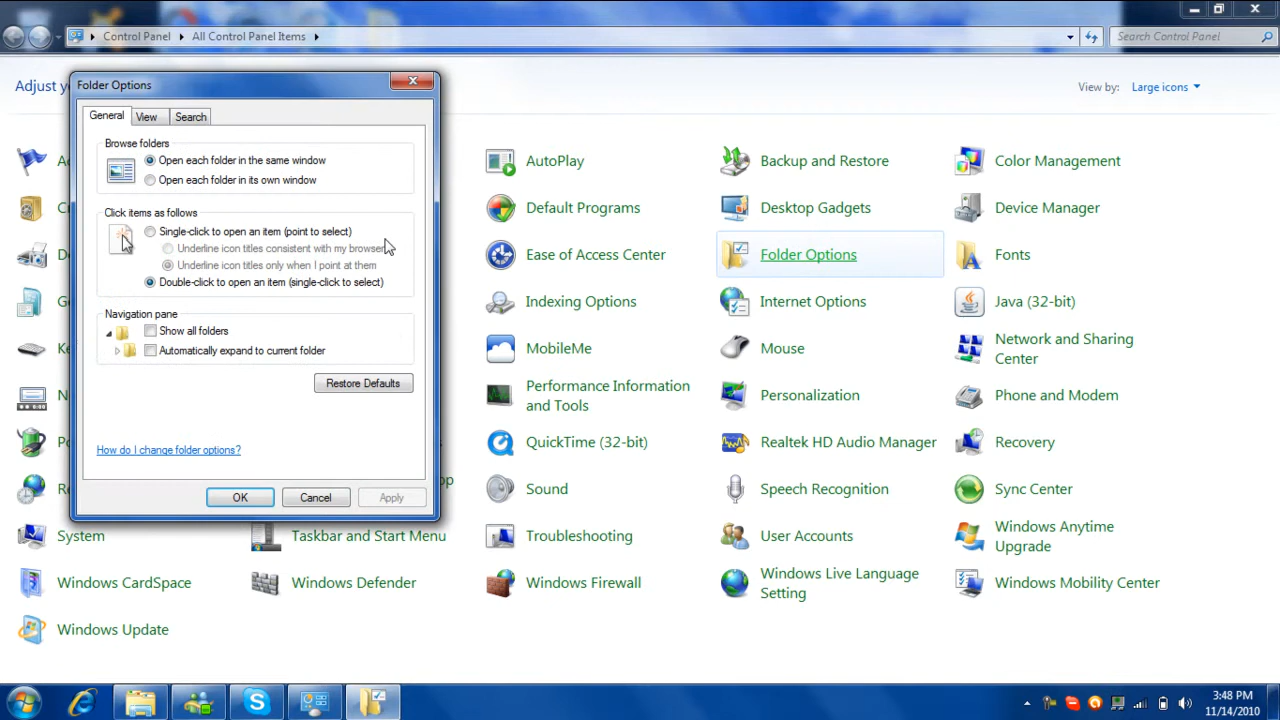 Control Panel
All Control Panel Items
Search Control Panel
Adjust
View by:
Large icons
Folder Options
General
View
Search
Browse folders
Open each folder in the same window
Open each folder in its own window
Click items as follows
Single-click to open an item (point to select)
Underline icon titles consistent with my browser
Underline icon titles only when I point at them
Double-click to open an item (single-click to select)
Navigation pane
Show all folders
Automatically expand to current folder
Restore Defaults
How do I change folder options?
OK
Cancel
Apply
AutoPlay
Backup and Restore
Color Management
Default Programs
Desktop Gadgets
Device Manager
Ease of Access Center
Folder Options
Fonts
Indexing Options
Internet Options
Java (32-bit)
MobileMe
Mouse
Network and Sharing
Center
Performance Information
and Tools
Personalization
Phone and Modem
QuickTime (32-bit)
Realtek HD Audio Manager
Recovery
Sound
Speech Recognition
Sync Center
System
Taskbar and Start Menu
Troubleshooting
User Accounts
Windows Anytime
Upgrade
Windows CardSpace
Windows Defender
Windows Firewall
Windows Live Language
Setting
Windows Mobility Center
Windows Update
3:48 PM
11/14/2010